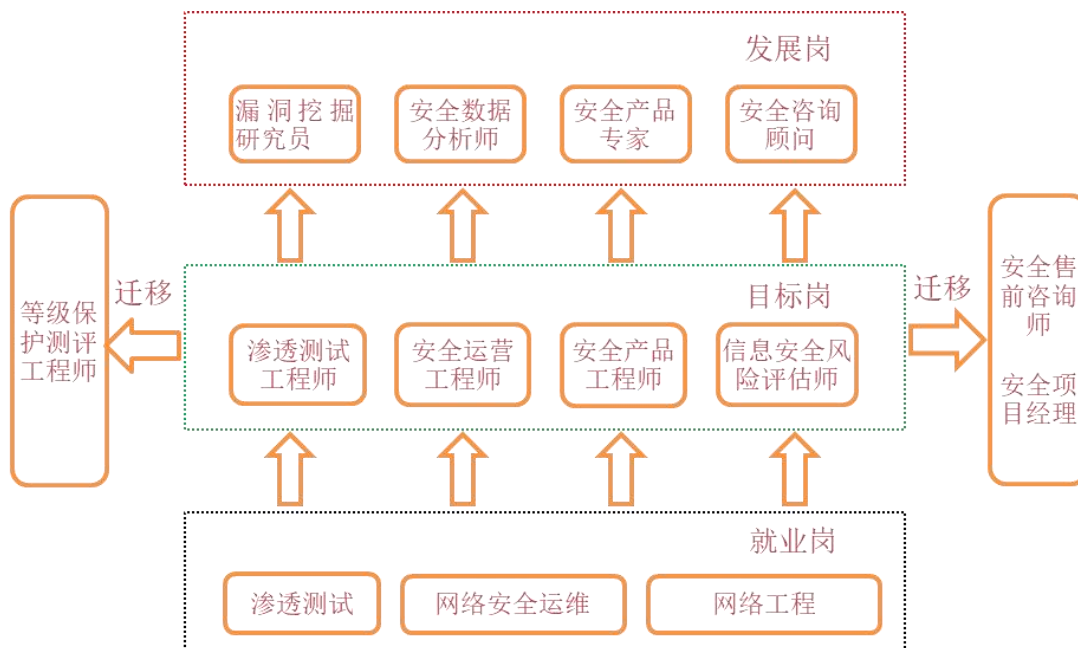 发展岗
漏洞挖掘
研究员
安全数据
分析师
安全产品
专家
安全咨询
顾问
迁移
等级保
护测评
工程师
目标岗
渗透测试
工程师
安全运营
工程师
安全产品
工程师
信息安全风
险评估师
迁移
安全售
前咨询
师
安全项
目经理
就业岗
渗透测试
网络安全运维
网络工程